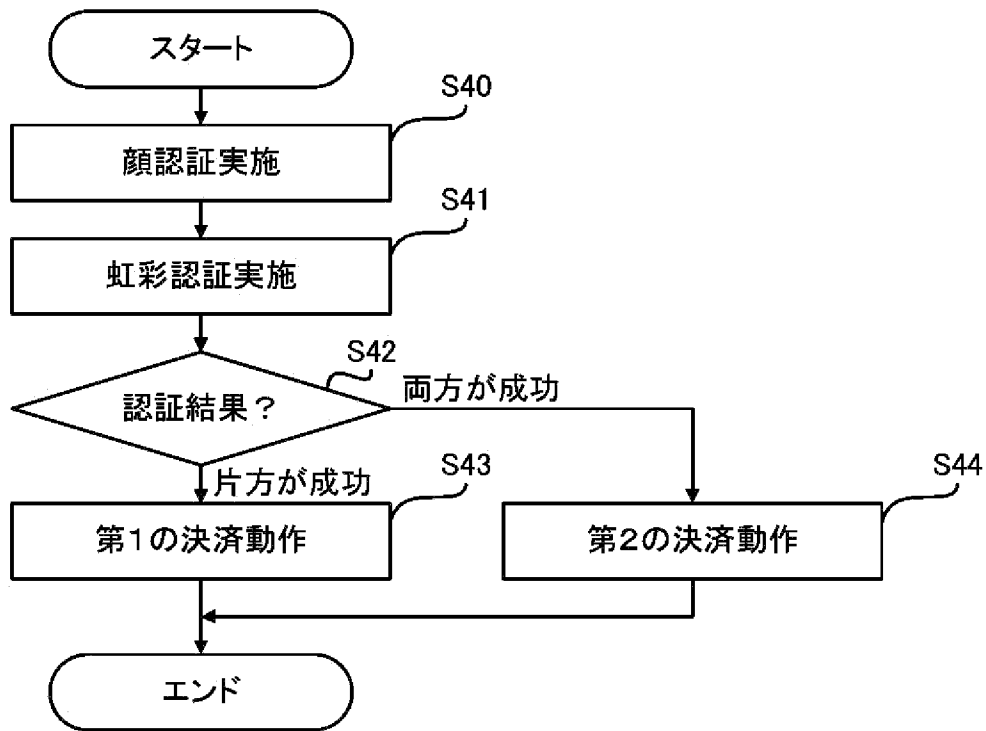 スタート
S40
顔認証実施
S41
虹彩認証実施
S42
認証結果？
両方が成功
片方が成功
S43
第１の決済動作
S44
第２の決済動作
エンド